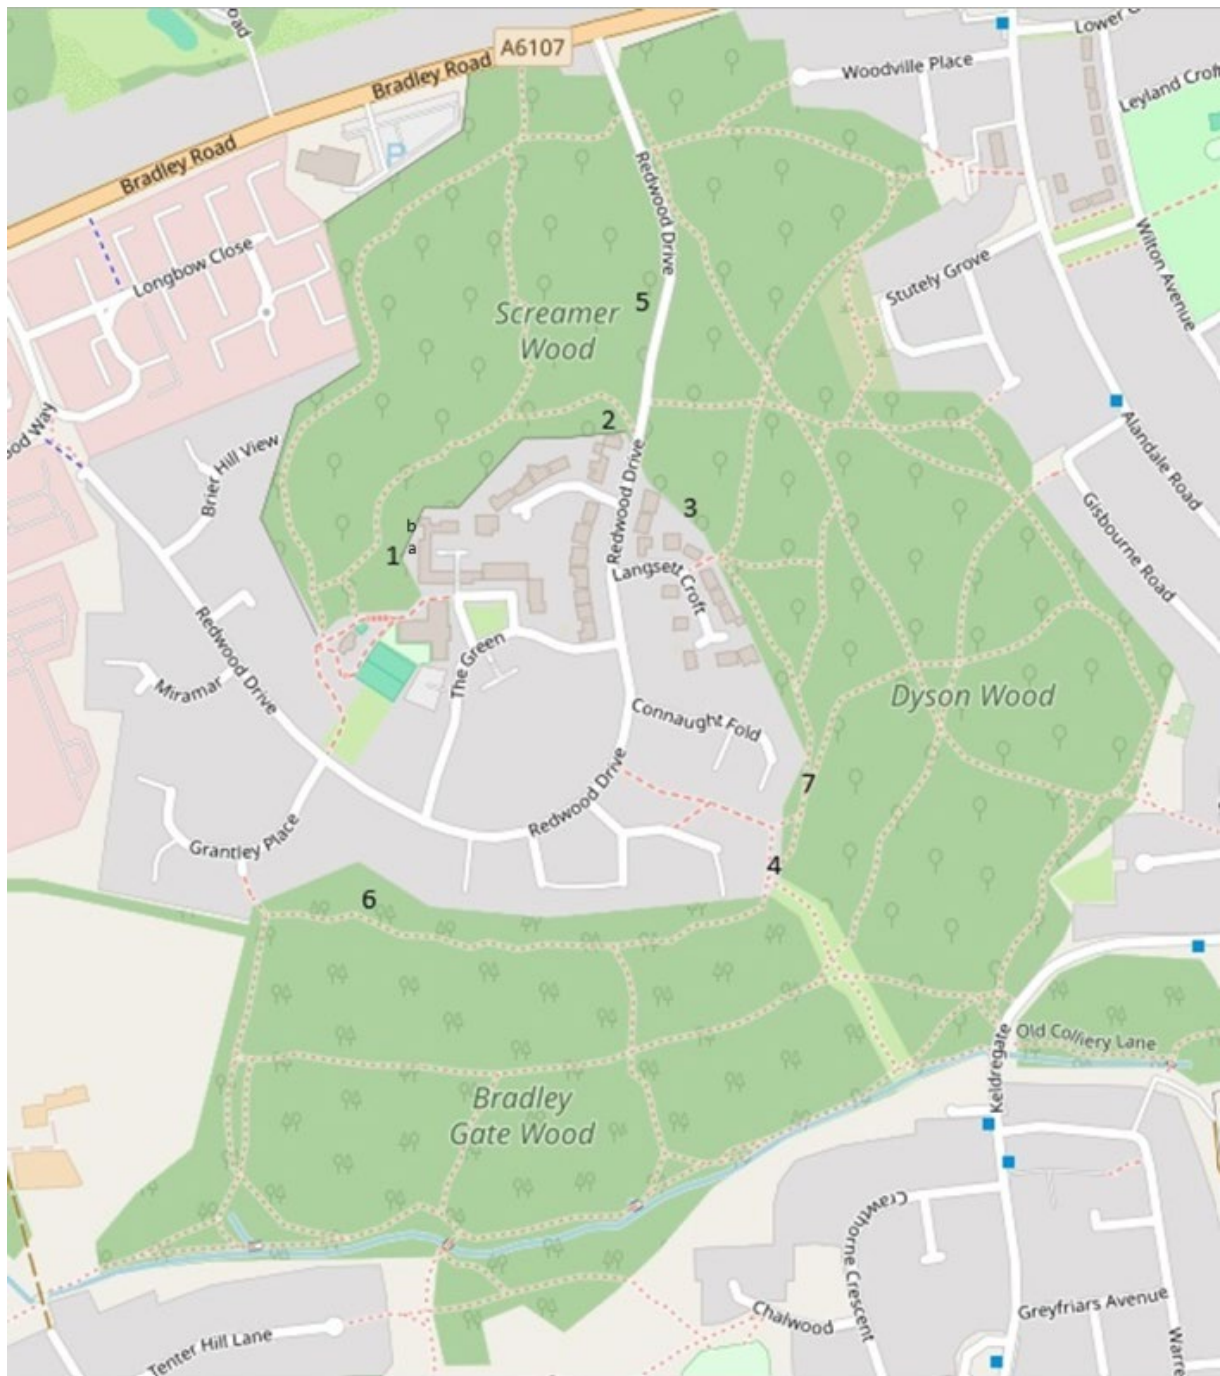 A6107
Bradley Road
Woodville Place
Leyland Croft
Bradley Road
Redwood Drive
Longbow Close
Stutely Grove
Wilton Avenue
5
Screamer
Wood
Brier Hill View
2
Alandale Road
3
b
a
1
Redwood Drive
Langsett Croft
Gisbourne Road
Redwood Drive
Miramar
The Green
Dyson Wood
Connaught Fold
7
Redwood Drive
Grantley Place
4
6
P
Old Colliery Lane
Keldregate
Bradley
Gate Wood
Crawthorne Crescent
Greyfriars Avenue
Chalwood
Tenter Hill Lane